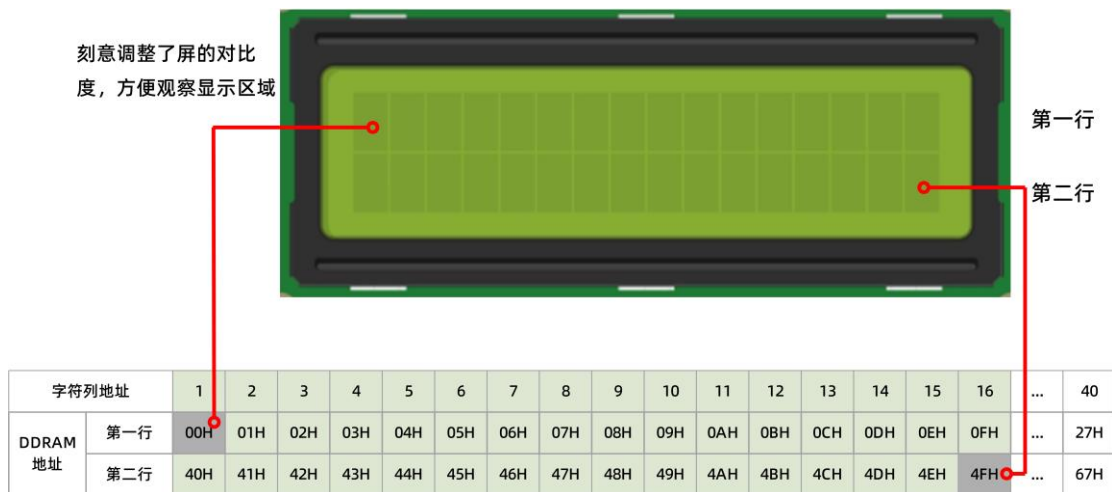 刻意调整了屏的对比
度，方便观察显示区域
第一行
第二行
字符列地址 1 2 3 4 5 6 7 8 9 10 11 12 13 14 15 16 ... 40
DDRAM 地址
第一行 00H 01H 02H 03H 04H 05H 06H 07H 08H 09H 0AH 0BH 0CH 0DH 0EH 0FH ... 27H
第二行 40H 41H 42H 43H 44H 45H 46H 47H 48H 49H 4AH 4BH 4CH 4DH 4EH 4FH ... 67H